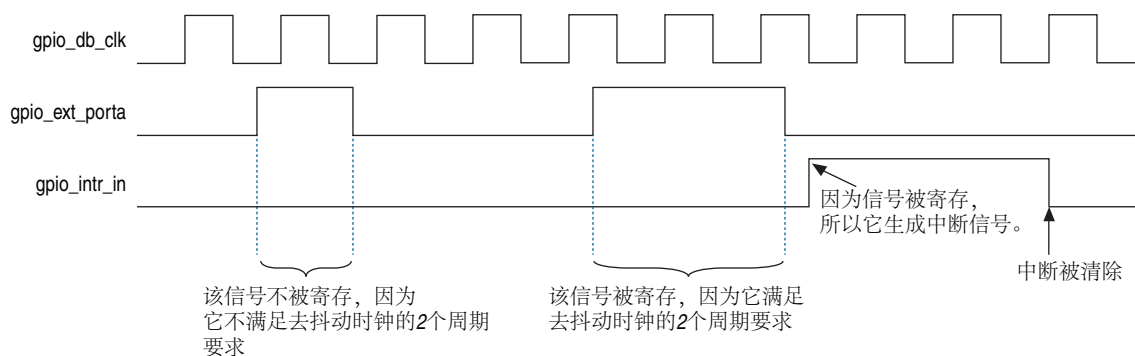 gpio_db_clk
gpio_ext_porta
gpio_intr_in
因为信号被寄存，
所以它生成中断信号。
中断被清除
该信号不被寄存，因为
它不满足去抖动时钟的2个周期
要求
该信号被寄存，因为它满足
去抖动时钟的2个周期要求